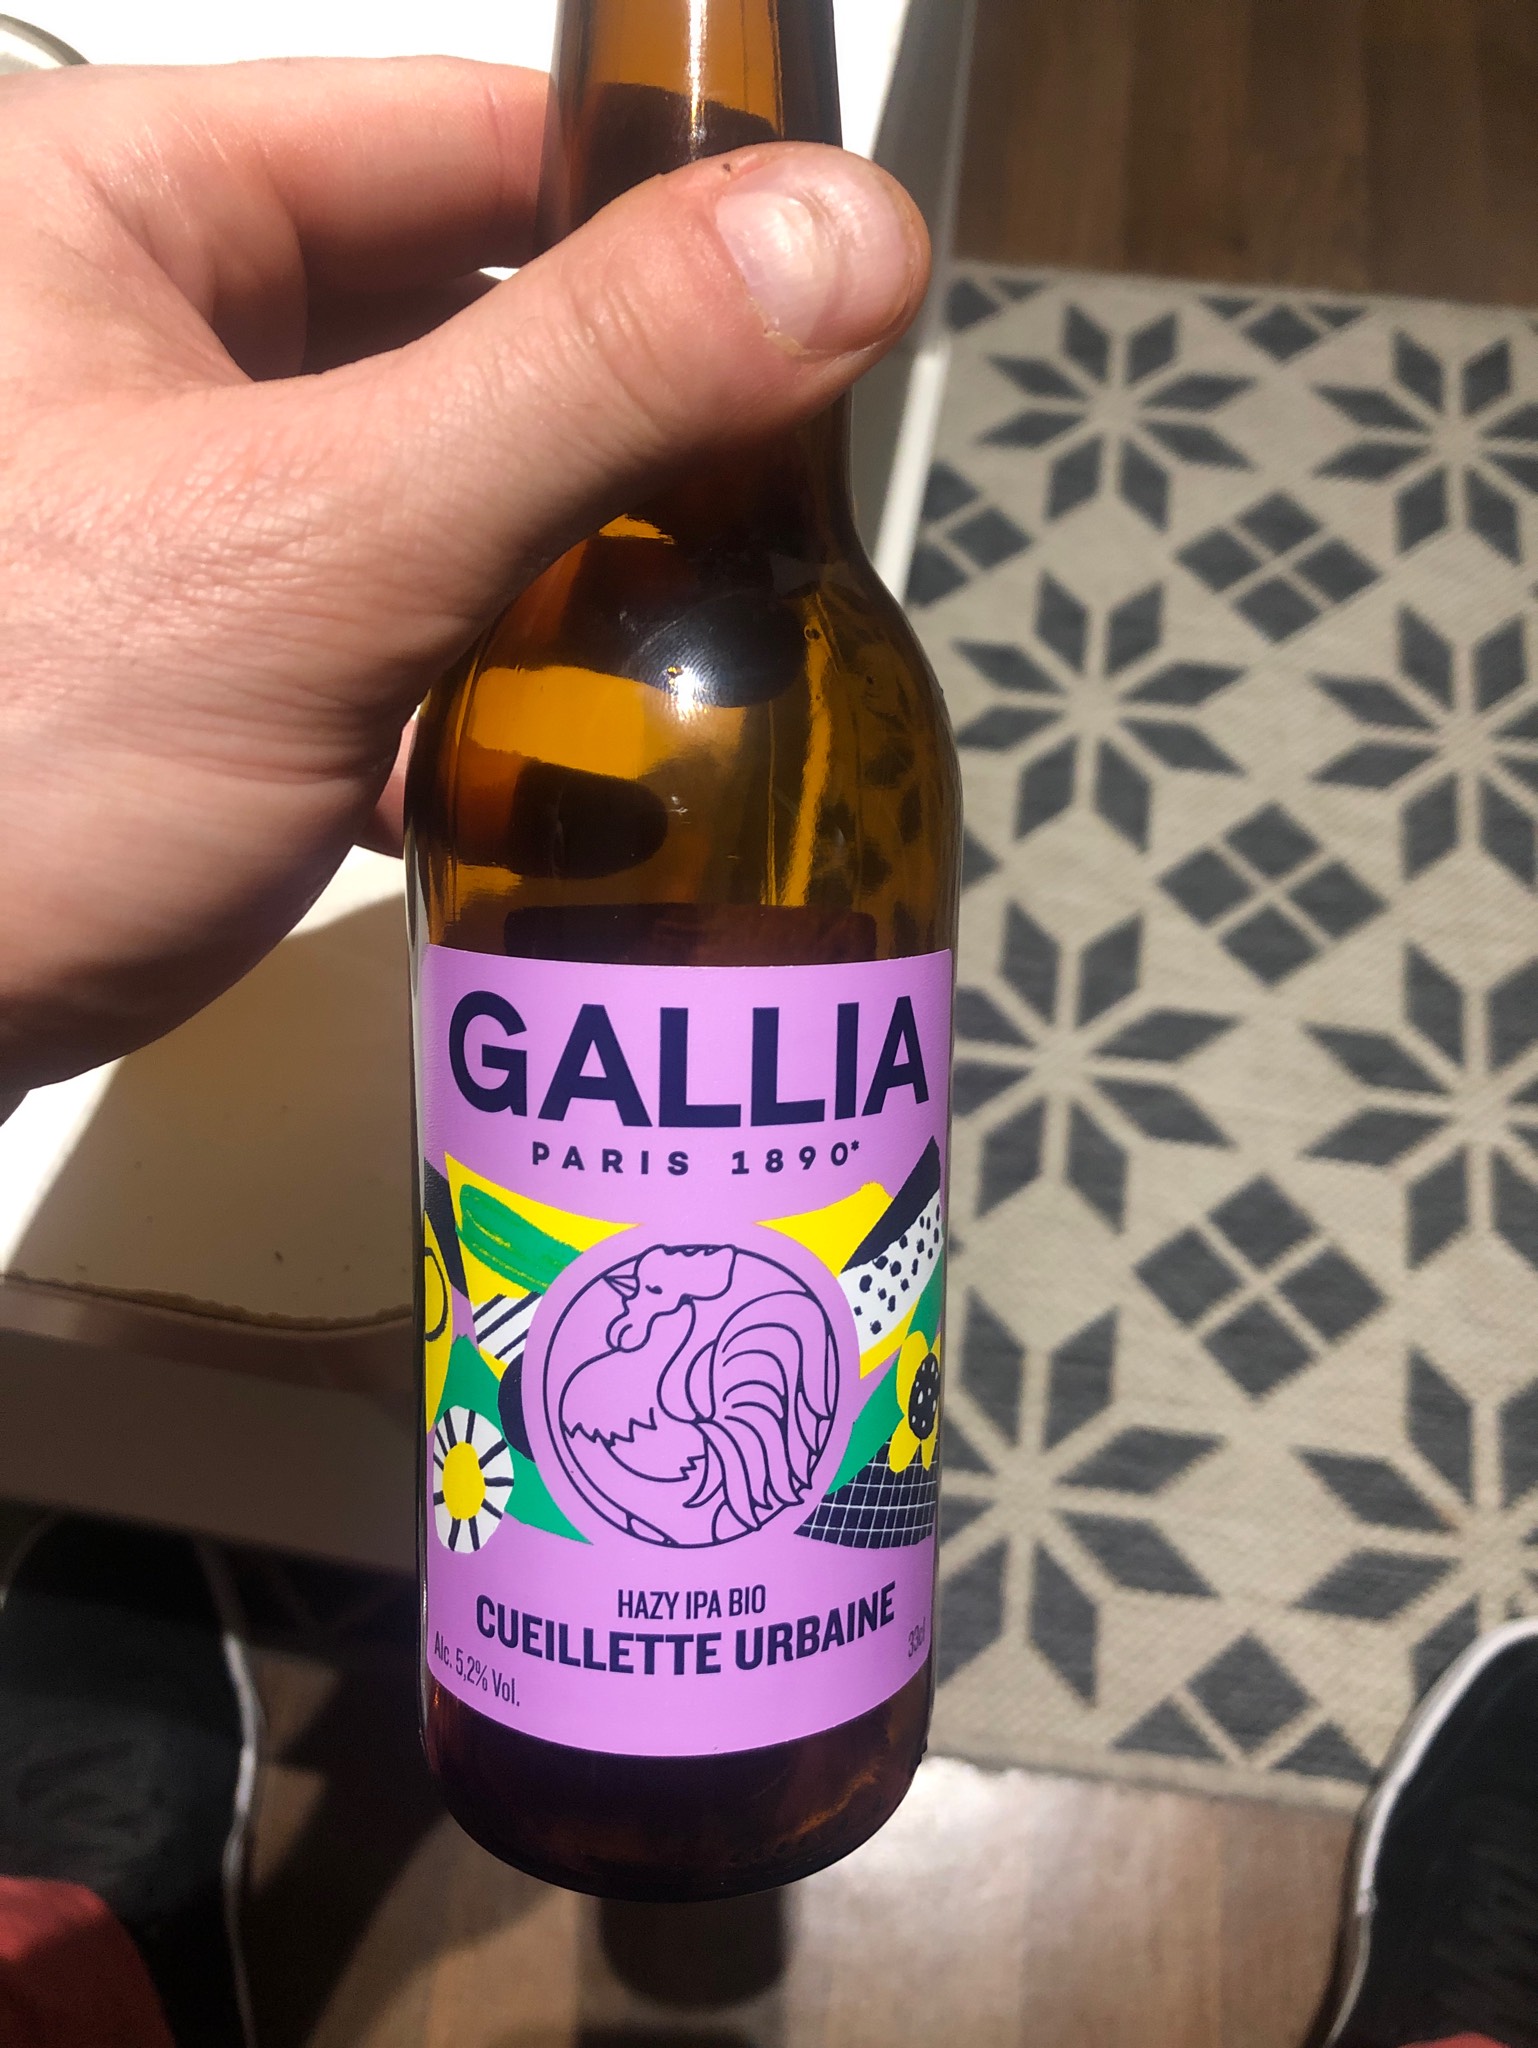 GALLIA
PARIS 1890*
HAZY IPA BIO
CUEILLETTE URBAINE
Alc. 5,2% Vol.
33cl